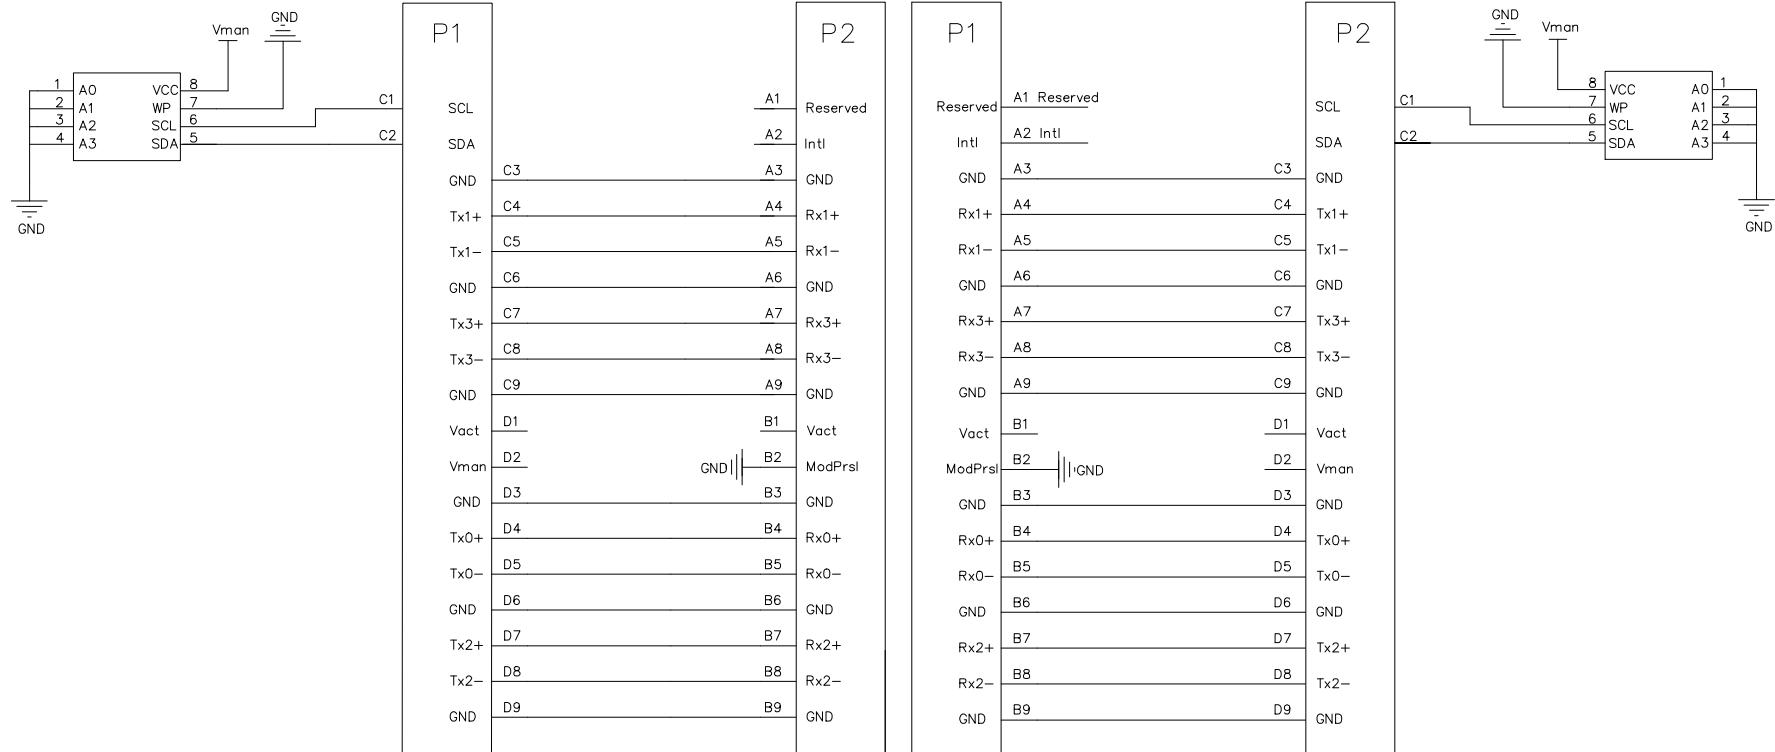 GND GND
Vman P1 P2 P1 P2 Vman
1 A0 VCC 8 8 VCC A0 1
2 A1 WP 7 C1 A1 A1 Reserved C1 7 WP A1 2
SCL Reserved Reserved SCL
3 A2 SCL 6 6 SCL A2 3
4 A3 SDA 5 C2 A2 A2 Intl C2 5 SDA A3 4
SDA Intl Intl SDA
GND C3 A3 GND GND A3 C3 GND
GND Tx1+ C4 A4 Rx1+ Rx1+ A4 C4 Tx1+ GND
Tx1- C5 A5 Rx1- Rx1- A5 C5 Tx1-
GND C6 A6 GND GND A6 C6 GND
Tx3+ C7 A7 Rx3+ Rx3+ A7 C7 Tx3+
Tx3- C8 A8 Rx3- Rx3- A8 C8 Tx3-
GND C9 A9 GND GND A9 C9 GND
Vact D1 B1 Vact Vact B1 D1 Vact
Vman D2 GND B2 ModPrsl ModPrsl B2 GND D2 Vman
GND D3 B3 GND GND B3 D3 GND
Tx0+ D4 B4 Rx0+ Rx0+ B4 D4 Tx0+
Tx0- D5 B5 Rx0- Rx0- B5 D5 Tx0-
GND D6 B6 GND GND B6 D6 GND
Tx2+ D7 B7 Rx2+ Rx2+ B7 D7 Tx2+
Tx2- D8 B8 Rx2- Rx2- B8 D8 Tx2-
GND D9 B9 GND GND B9 D9 GND